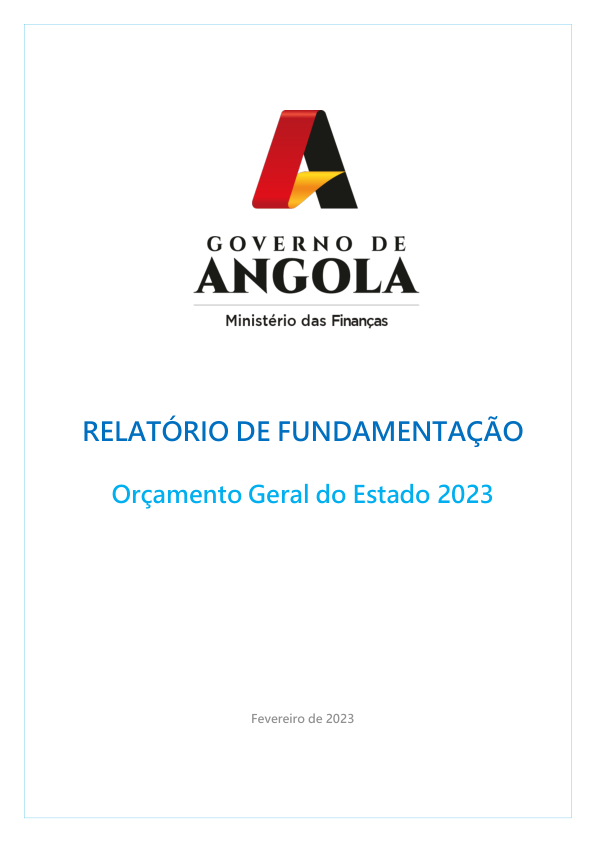 GOVERNO DE
ANGOLA
Ministério das Finanças
RELATÓRIO DE FUNDAMENTAÇÃO
Orçamento Geral do Estado 2023
Fevereiro de 2023